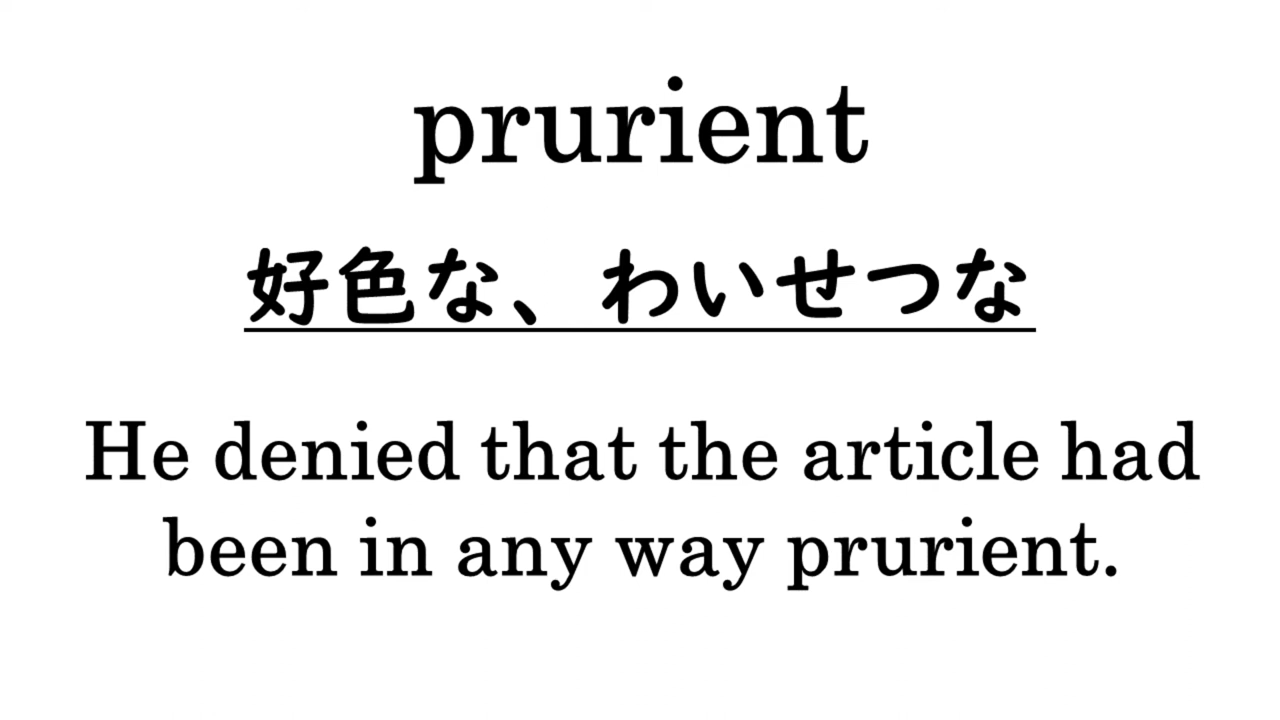 prurient
好色な、わいせつな
He denied that the article had
been in any way prurient.